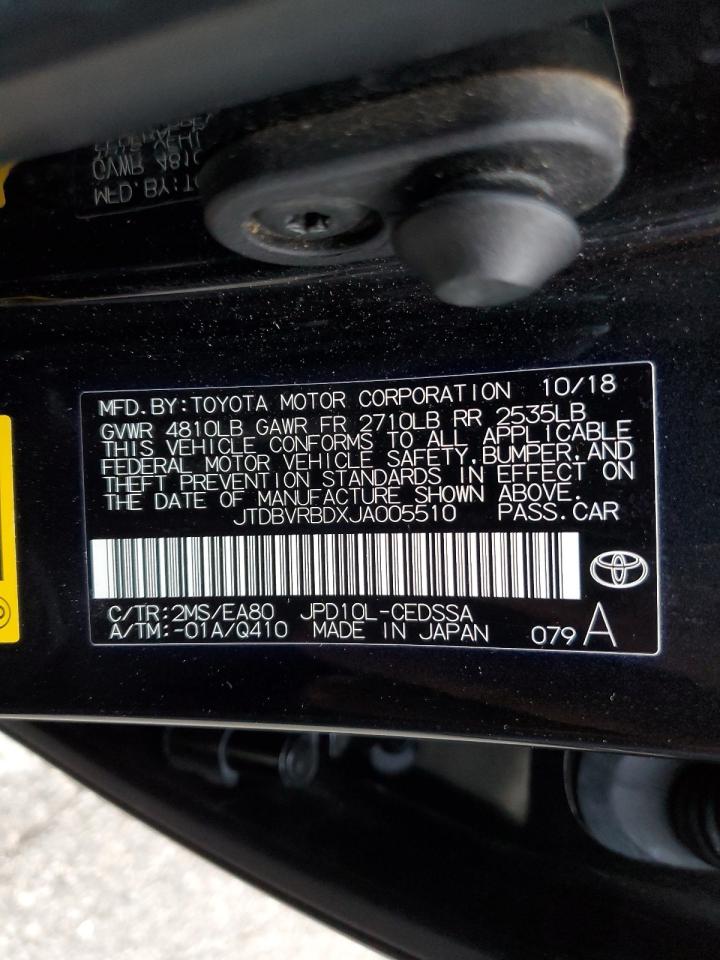 MFD. BY: TOYOTA MOTOR CORPORATION 10/18
GVWR 4810LB GAWR FR 2710LB RR 2535LB
THIS VEHICLE CONFORMS TO ALL APPLICABLE
FEDERAL MOTOR VEHICLE SAFETY, BUMPER, AND
THEFT PREVENTION STANDARDS IN EFFECT ON
THE DATE OF MANUFACTURE SHOWN ABOVE.
JTDBVRBDXJA005510 PASS. CAR
C/TR: 2MS/EA80 JPD10L-CEDSSA
A/TM: -01A/Q410 MADE IN JAPAN 079 A